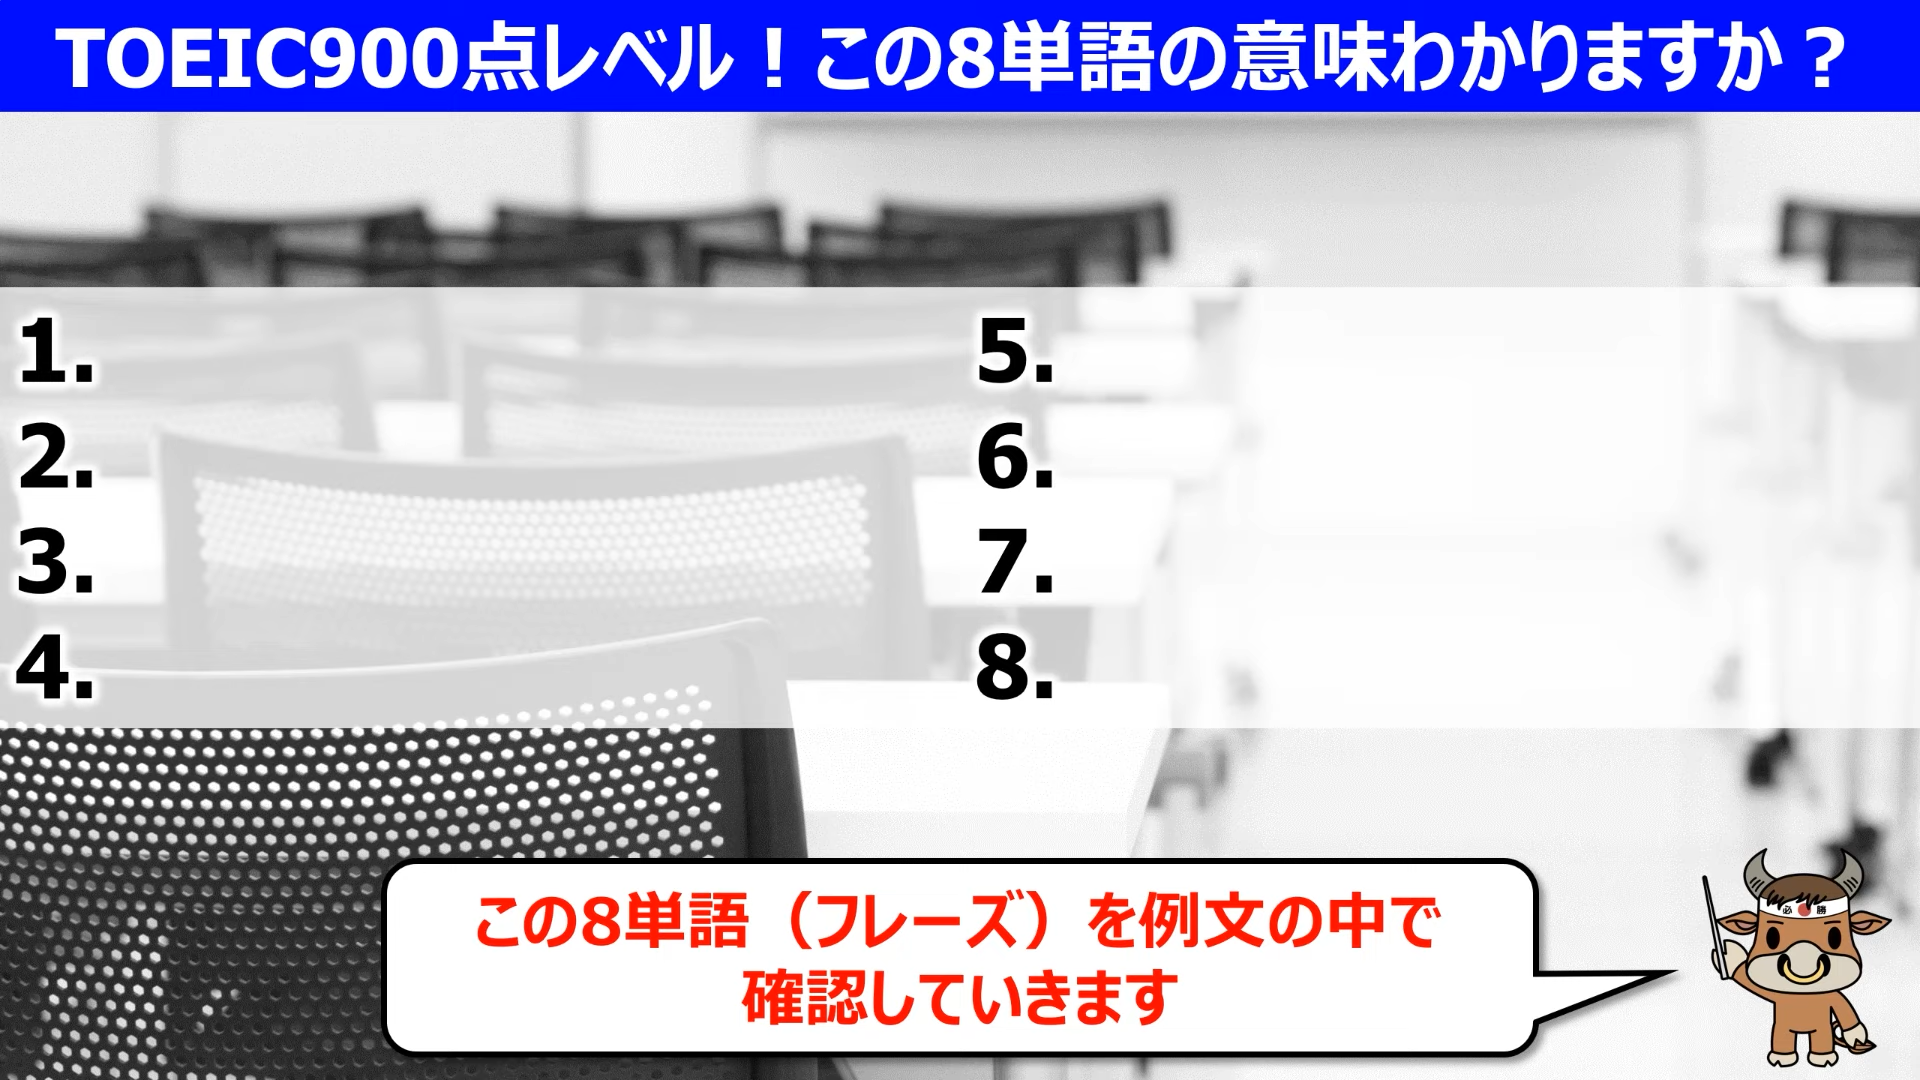 TOEIC900点レベル！この8単語の意味わかりますか？
1.
2.
3.
4.
5.
6.
7.
8.
この8単語（フレーズ）を例文の中で
確認していきます
必 勝